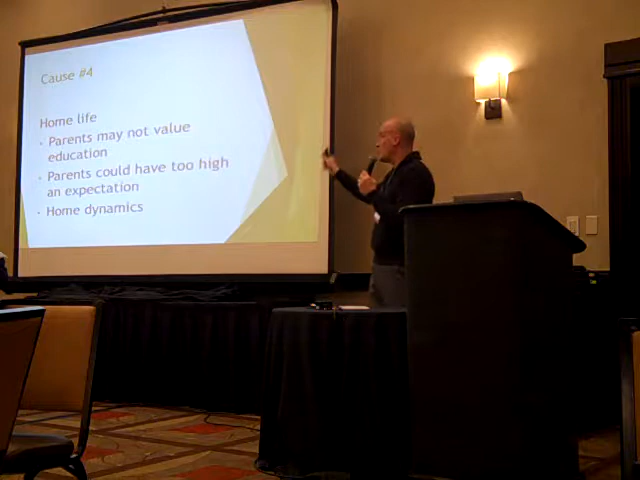 Cause #4
Home life
• Parents may not value
education
• Parents could have too high
an expectation
• Home dynamics